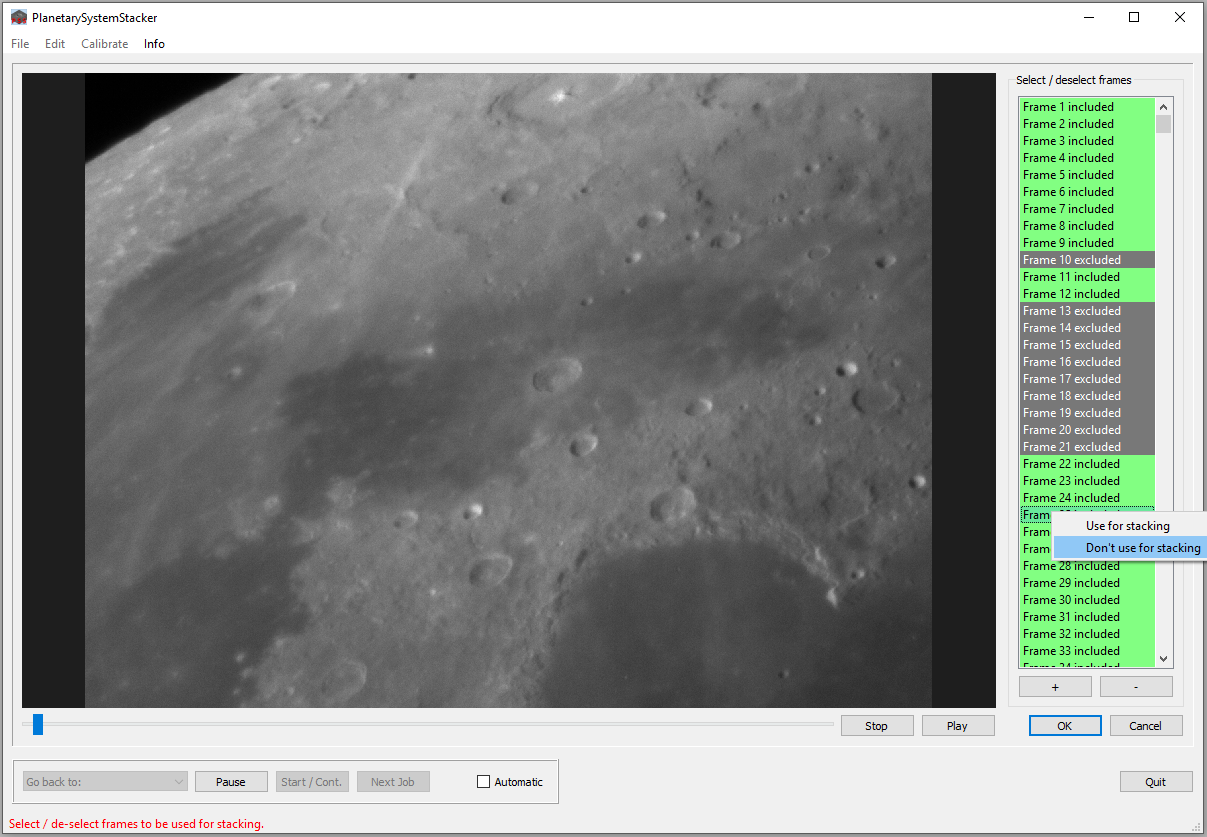 PlanetarySystemStacker
File Edit Calibrate Info
Select / deselect frames
Frame 1 included
Frame 2 included
Frame 3 included
Frame 4 included
Frame 5 included
Frame 6 included
Frame 7 included
Frame 8 included
Frame 9 included
Frame 10 excluded
Frame 11 included
Frame 12 included
Frame 13 excluded
Frame 14 excluded
Frame 15 excluded
Frame 16 excluded
Frame 17 excluded
Frame 18 excluded
Frame 19 excluded
Frame 20 excluded
Frame 21 excluded
Frame 22 included
Frame 23 included
Frame 24 included
Fram
Use for stacking
Fram
Don't use for stacking
Fram
Frame 28 included
Frame 29 included
Frame 30 included
Frame 31 included
Frame 32 included
Frame 33 included
Frame 34 included
+ -
Stop Play OK Cancel
Go back to: Pause Start / Cont. Next Job Automatic Quit
Select / de-select frames to be used for stacking.